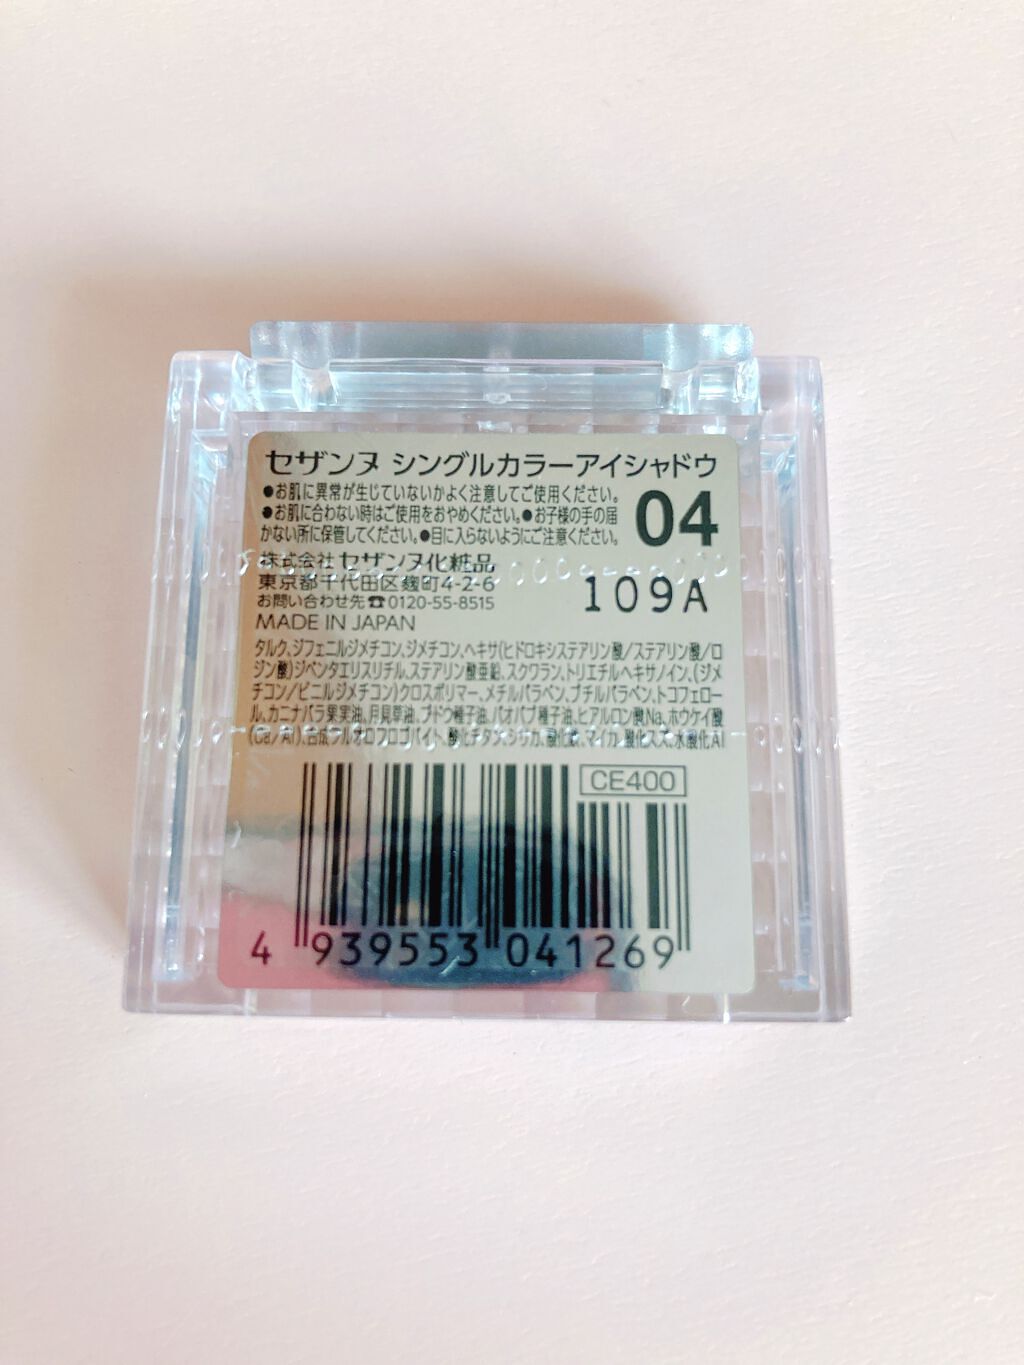 セザンヌ シングルカラーアイシャドウ
●お肌に異常が生じていないかよく注意してご使用ください。
●お肌に合わない時はご使用をおやめください。●お子様の手の届
かない所に保管してください。●目に入らないようにご注意ください。
04
株式会社 セザンヌ化粧品
東京都千代田区麹町4-2-6
お問い合わせ先☎0120-55-8515
109A
MADE IN JAPAN
タルク、ジフェニルジメチコン、ジメチコン、ヘキサ(ヒドロキシステアリン酸/ステアリン酸/ロ
ジン酸)ジペンタエリスリチル、ステアリン酸亜鉛、スクワラン、トリエチルヘキサノイン、(ジメ
チコン/ビニルジメチコン)クロスポリマー、メチルパラベン、ブチルパラベン、トコフェロー
ル、カニナバラ果実油、月見草油、ブドウ種子油、バオバブ種子油、ヒアルロン酸Na、ホウケイ酸
(Ca/Al)、合成フルオロフロゴパイト、酸化チタン、シリカ、酸化鉄、マイカ、酸化スズ、水酸化Al
CE400
4 939553 041269